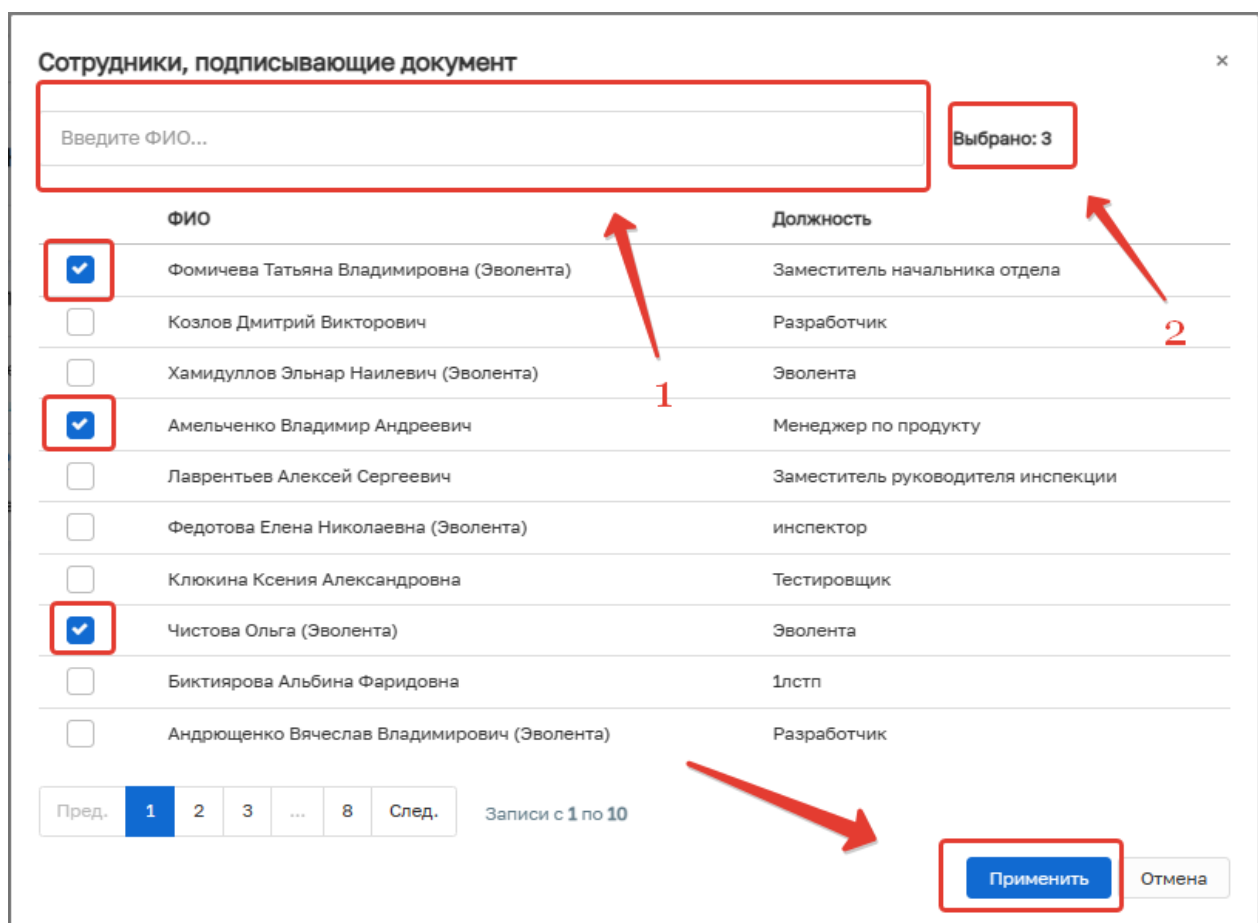 Сотрудники, подписывающие документ ×
Введите ФИО... Выбрано: 3
ФИО Должность
Фомичева Татьяна Владимировна (Эволента) Заместитель начальника отдела
Козлов Дмитрий Викторович Разработчик
2
Хамидуллов Эльнар Наилевич (Эволента) Эволента
1
Амельченко Владимир Андреевич Менеджер по продукту
Лаврентьев Алексей Сергеевич Заместитель руководителя инспекции
Федотова Елена Николаевна (Эволента) инспектор
Клюкина Ксения Александровна Тестировщик
Чистова Ольга (Эволента) Эволента
Биктиярова Альбина Фаридовна 1лстп
Андрющенко Вячеслав Владимирович (Эволента) Разработчик
Пред. 1 2 3 ... 8 След. Записи с 1 по 10
Применить Отмена